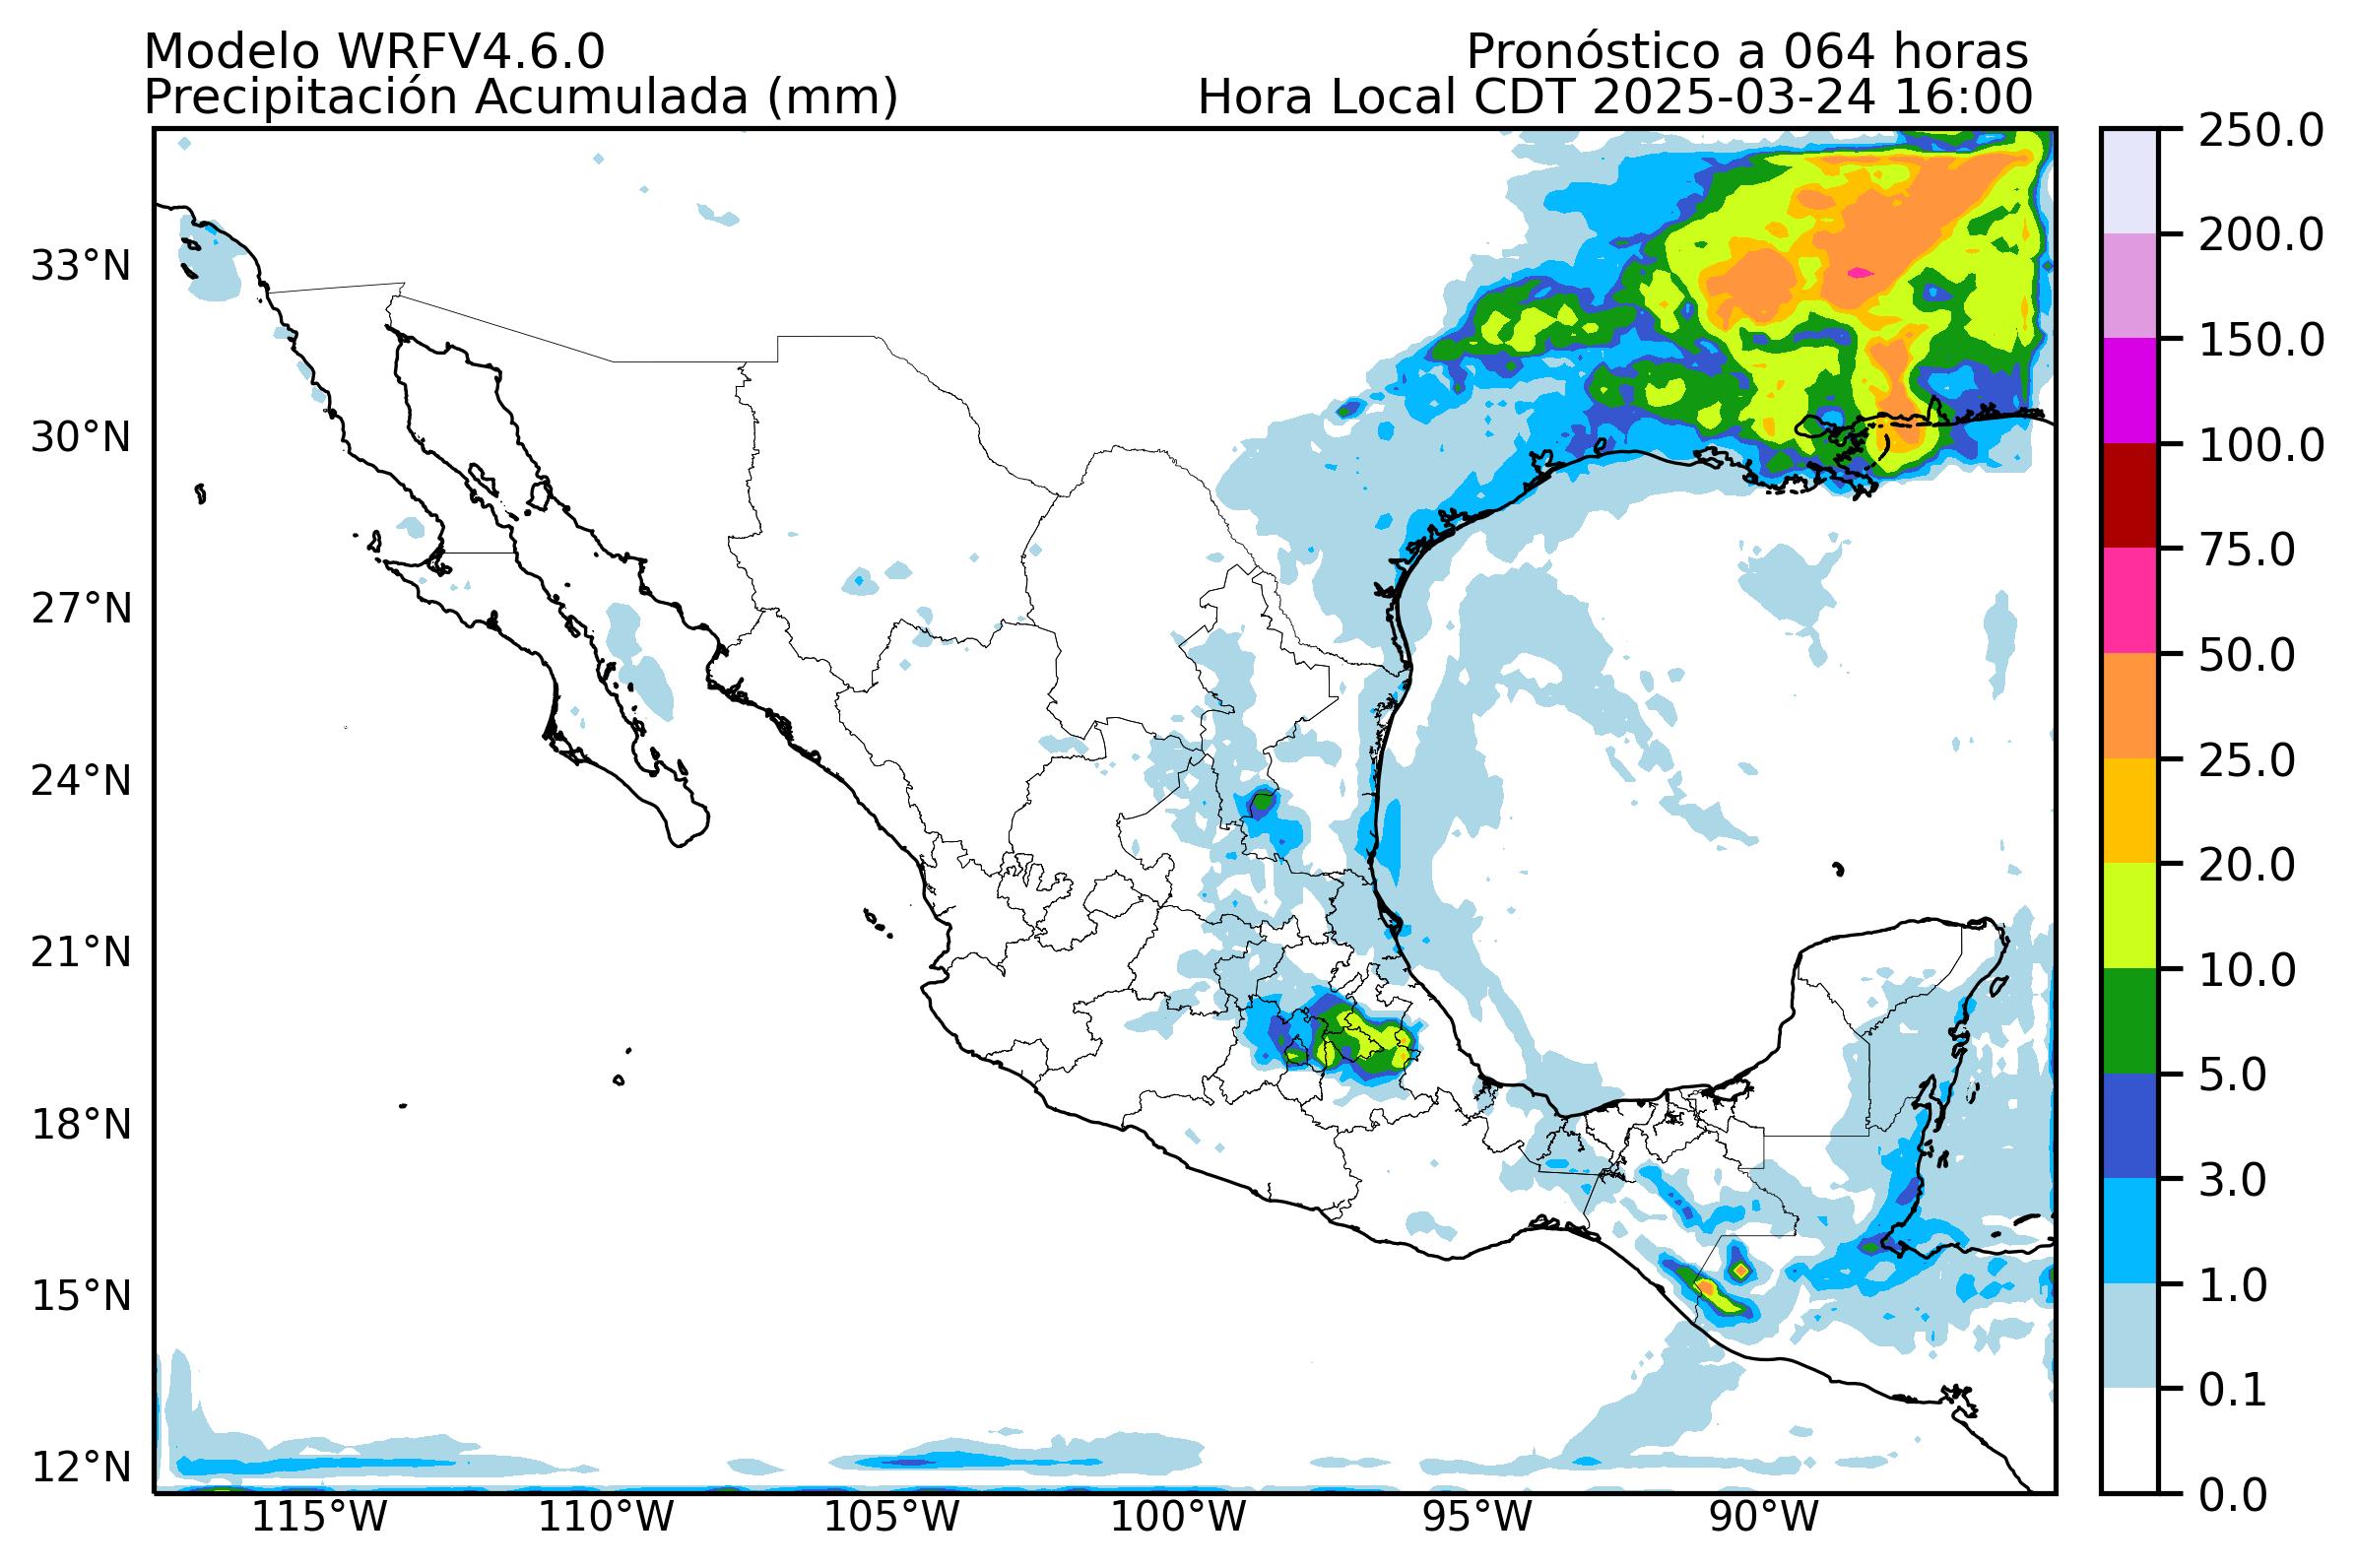 Modelo WRFV4.6.0
Pronóstico a 064 horas
Precipitación Acumulada (mm)
Hora Local CDT 2025-03-24 16:00
33°N
30°N
27°N
24°N
21°N
18°N
15°N
12°N
115°W
110°W
105°W
100°W
95°W
90°W
250.0
200.0
150.0
100.0
75.0
50.0
25.0
20.0
10.0
5.0
3.0
1.0
0.1
0.0